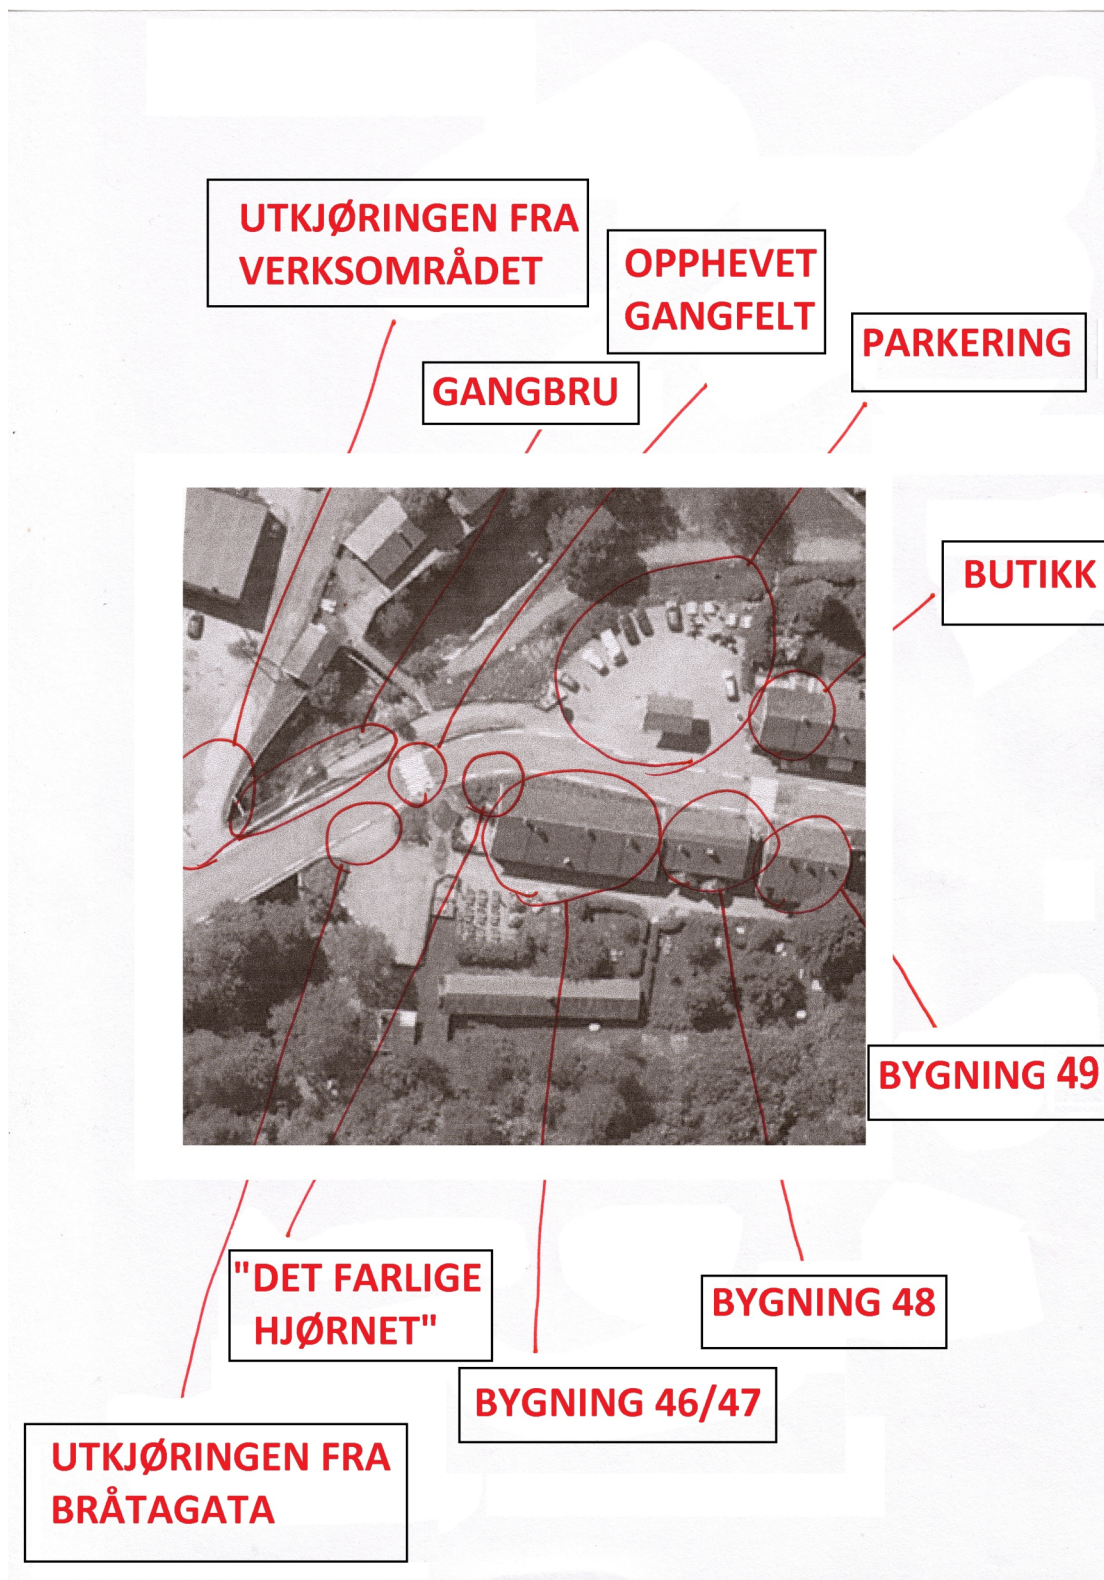 UTKJØRINGEN FRA
VERKSOMRÅDET
OPPHEVET
GANGFELT
PARKERING
GANGBRU
BUTIKK
BYGNING 49
"DET FARLIGE
HJØRNET"
BYGNING 48
BYGNING 46/47
UTKJØRINGEN FRA
BRÅTAGATA